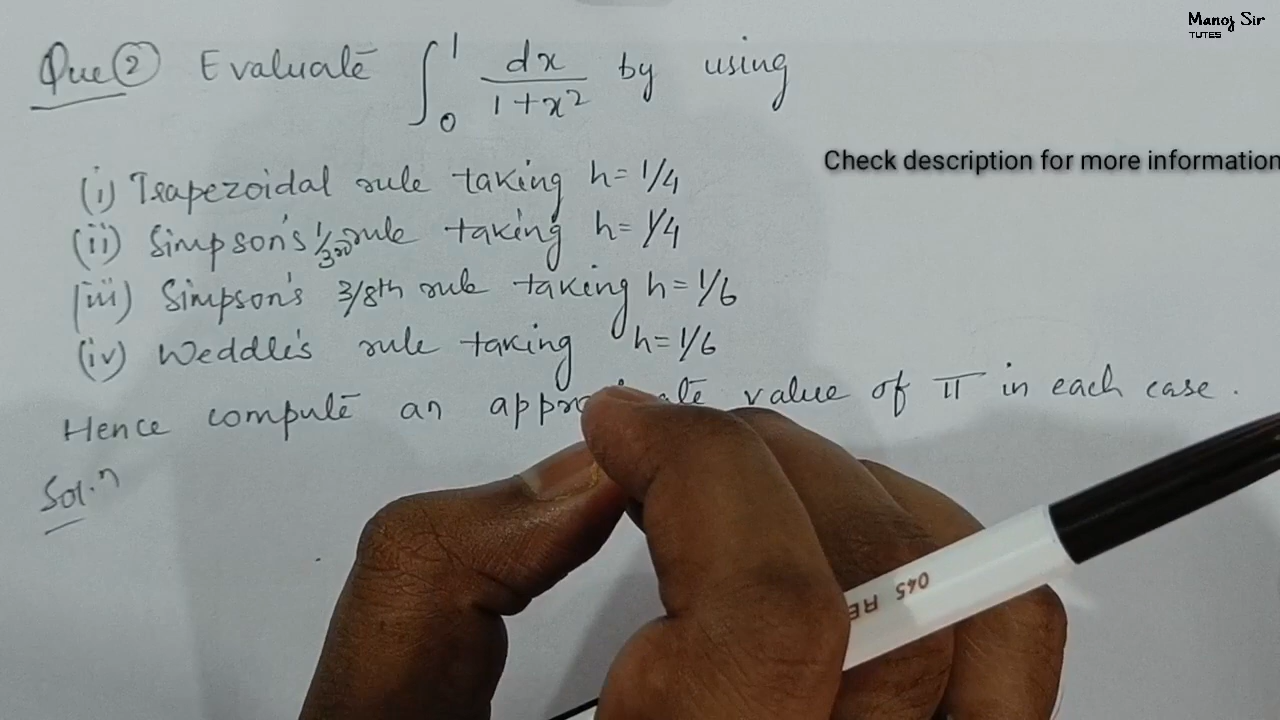 Manoj Sir
TUTES
Que ② Evaluate ∫₀¹ dx/(1+x²) by using
Check description for more information
(i) Trapezoidal rule taking h=1/4
(ii) Simpson's 1/3rd rule taking h=1/4
(iii) Simpson's 3/8th rule taking h=1/6
(iv) Weddle's rule taking h=1/6
Hence compute an value of π in each case.
Sol.n
045